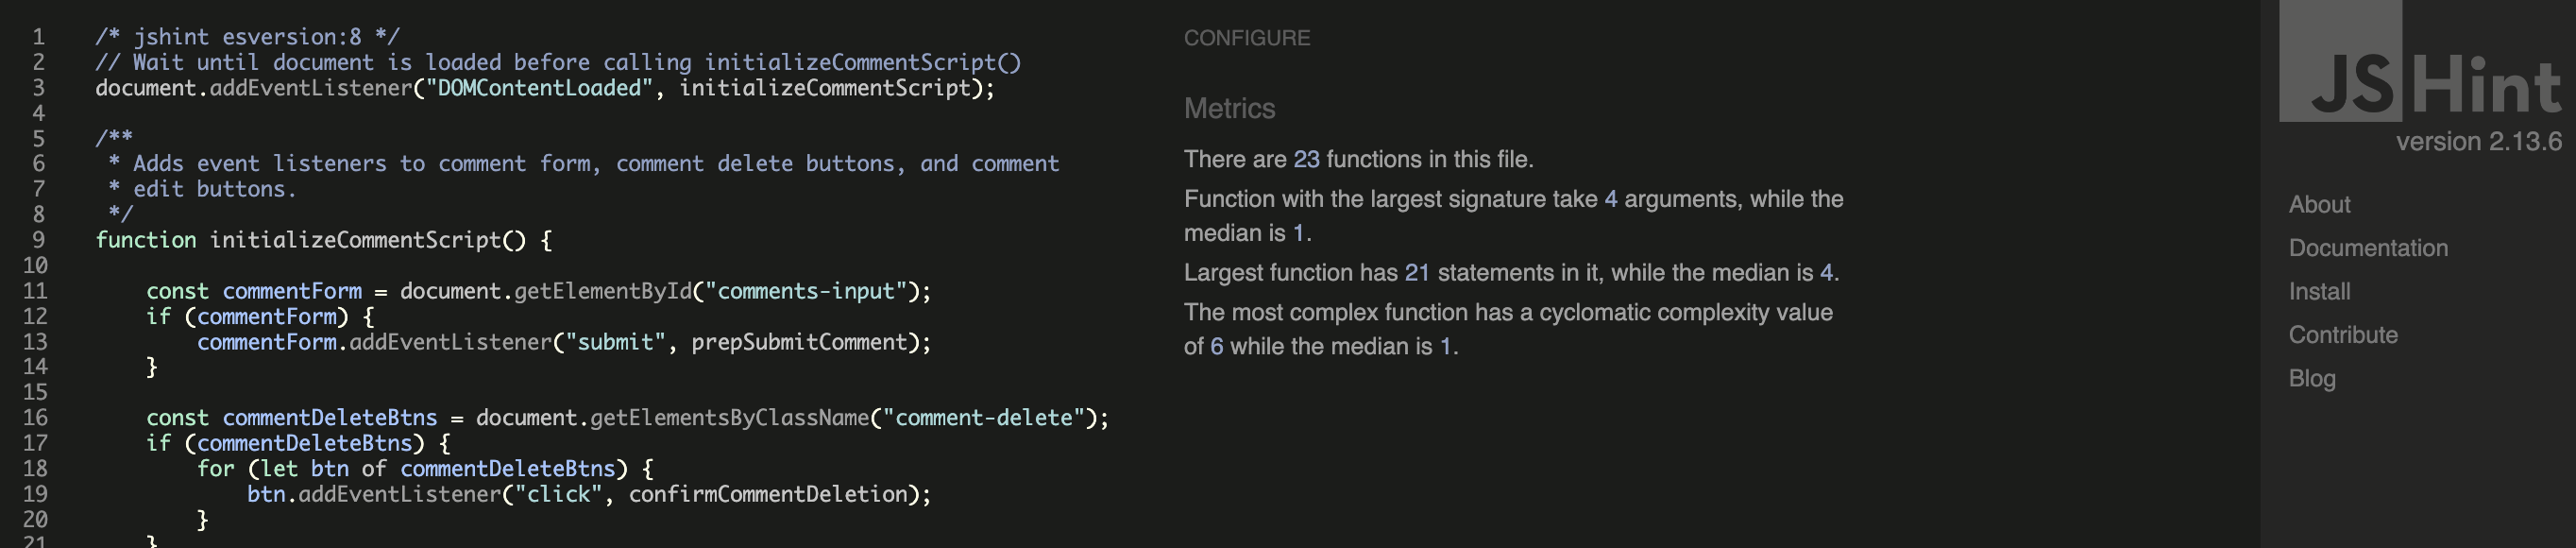 1 /* jshint esversion:8 */
2 // Wait until document is loaded before calling initializeCommentScript()
3 document.addEventListener("DOMContentLoaded", initializeCommentScript);
4
5 /**
6  * Adds event listeners to comment form, comment delete buttons, and comment
7  * edit buttons.
8  */
9 function initializeCommentScript() {
10
11     const commentForm = document.getElementById("comments-input");
12     if (commentForm) {
13         commentForm.addEventListener("submit", prepSubmitComment);
14     }
15
16     const commentDeleteBtns = document.getElementsByClassName("comment-delete");
17     if (commentDeleteBtns) {
18         for (let btn of commentDeleteBtns) {
19             btn.addEventListener("click", confirmCommentDeletion);
20         }
21     }
CONFIGURE
Metrics
There are 23 functions in this file.
Function with the largest signature take 4 arguments, while the
median is 1.
Largest function has 21 statements in it, while the median is 4.
The most complex function has a cyclomatic complexity value
of 6 while the median is 1.
JSHint
version 2.13.6
About
Documentation
Install
Contribute
Blog